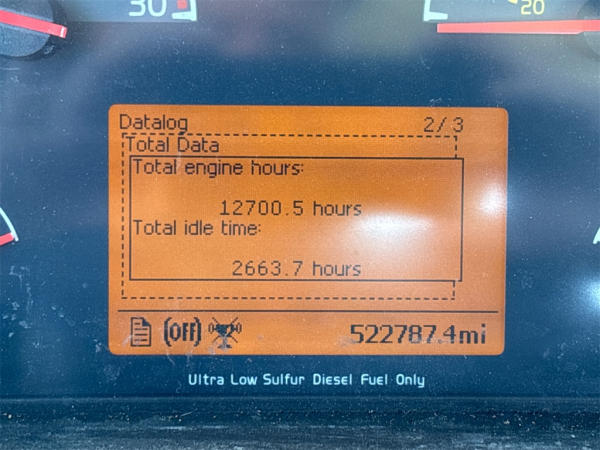 30
20
Datalog 2/3
Total Data
Total engine hours:
12700.5 hours
Total idle time:
2663.7 hours
(OFF) 522787.4mi
Ultra Low Sulfur Diesel Fuel Only